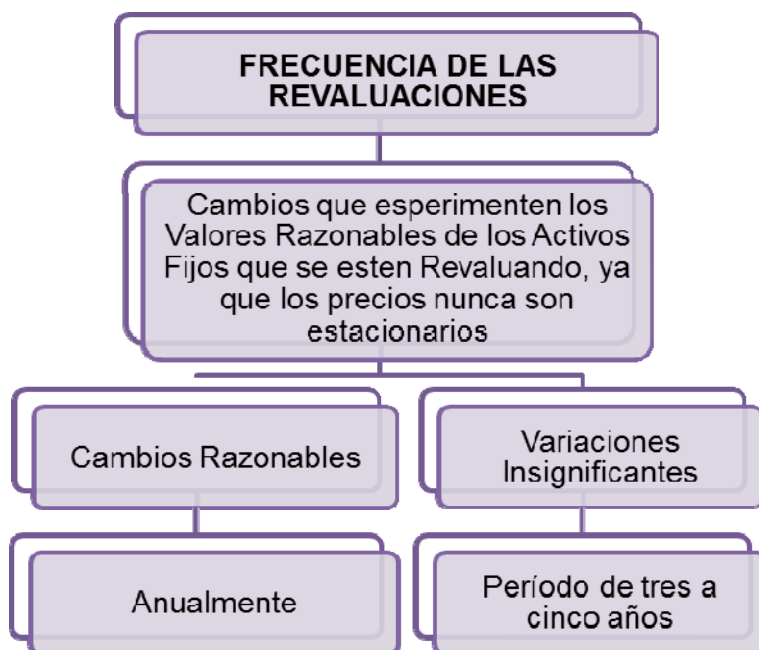 FRECUENCIA DE LAS
REVALUACIONES
Cambios que esperimenten los
Valores Razonables de los Activos
Fijos que se esten Revaluando, ya
que los precios nunca son
estacionarios
Cambios Razonables
Variaciones
Insignificantes
Anualmente
Período de tres a
cinco años